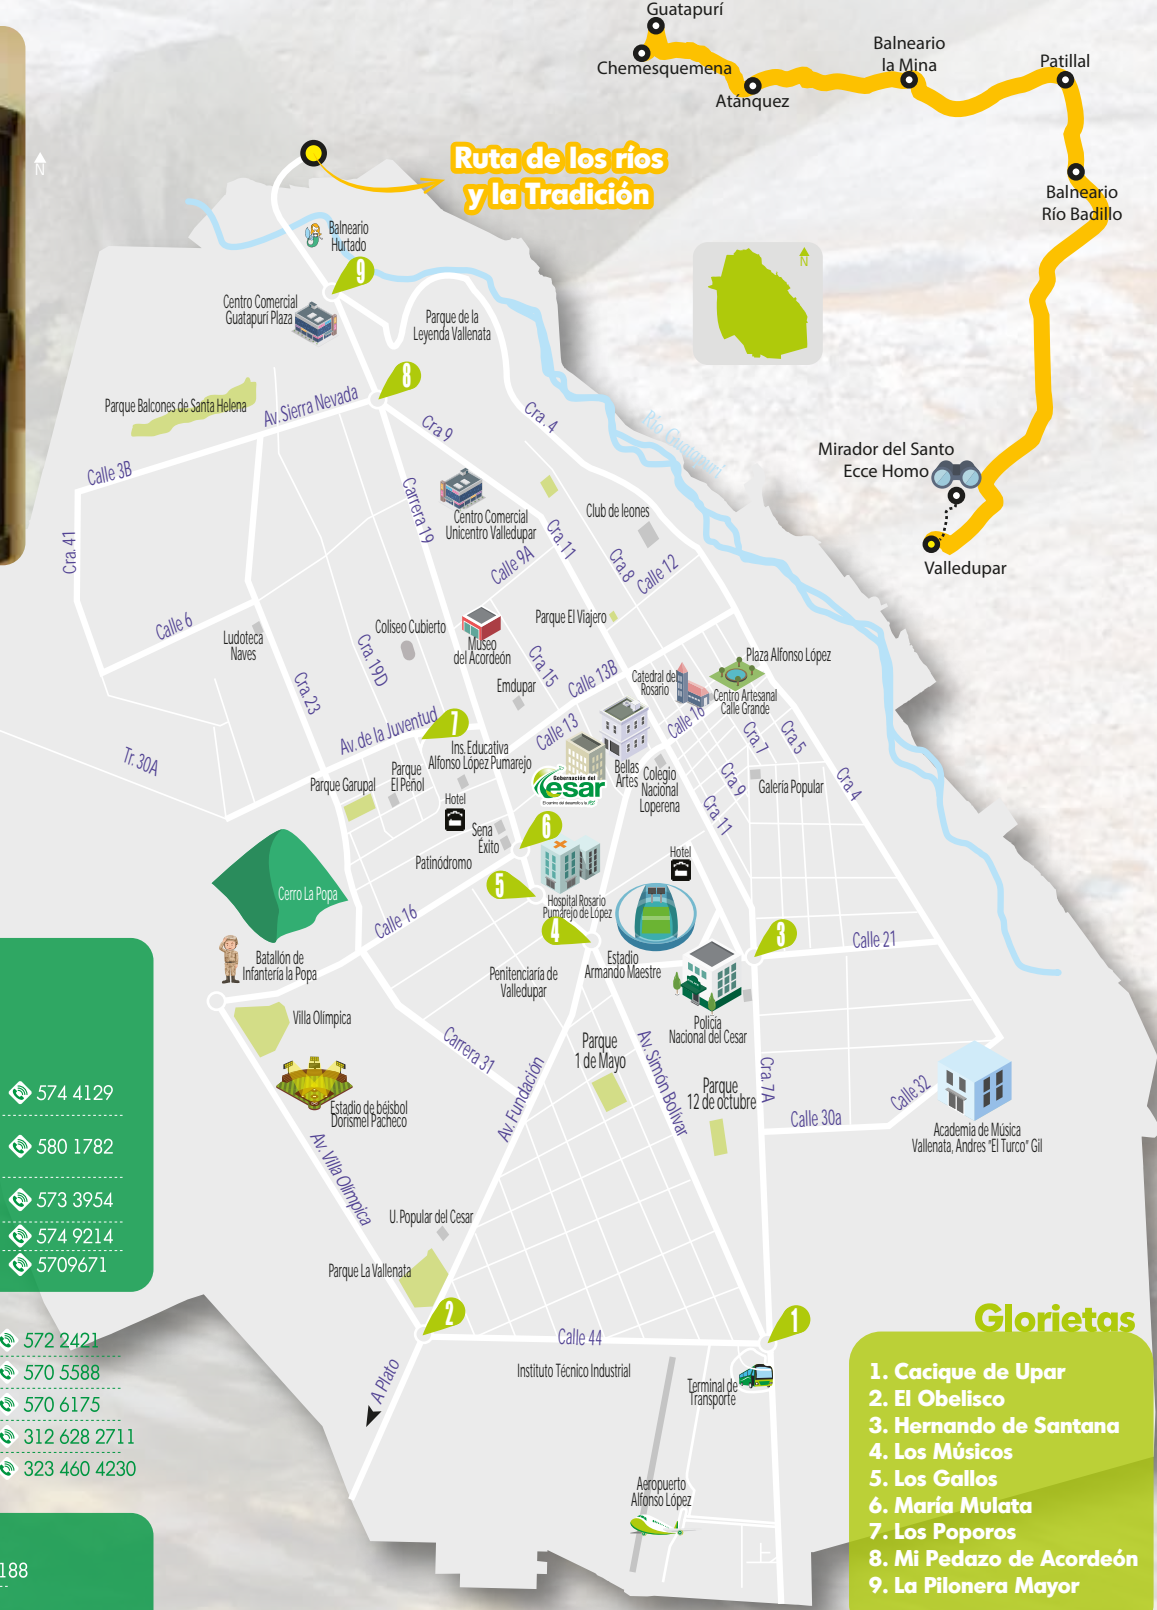 Guatapurí
Chemesquemena
Atánquez
Balneario
la Mina
Patillal
Balneario
Río Badillo
Mirador del Santo
Ecce Homo
Valledupar
Ruta de los ríos
y la Tradición
N
N
Balneario
Hurtado
9
Centro Comercial
Guatapurí Plaza
Parque de la
Leyenda Vallenata
8
Parque Balcones de Santa Helena
Av. Sierra Nevada
Cra. 4
Cra 9
Río Guatapurí
Calle 3B
Carrera 19
Centro Comercial
Unicentro Valledupar
Club de leones
Cra. 41
Cra. 11
Calle 9A
Cra. 8
Calle 12
Calle 6
Ludoteca
Naves
Coliseo Cubierto
Museo
del Acordeón
Parque El Viajero
Cra. 19D
Cra. 15
Calle 13B
Plaza Alfonso López
Catedral del
Rosario
Centro Artesanal
Calle Grande
Cra. 23
Emdupar
Av. de la Juventud
7
Calle 13
Calle 16
Cra. 7
Cra. 5
Tr. 30A
Ins. Educativa
Alfonso López Pumarejo
Parque
El Peñol
Parque Garupal
Gobernación del
Cesar
Bellas
Artes
Colegio
Nacional
Loperena
Cra. 9
Galería Popular
Cra. 4
Cra. 11
Hotel
Sena
Éxito
6
Patinódromo
Hotel
5
Cerro La Popa
Calle 16
Hospital Rosario
Pumarejo de López
4
3
Calle 21
Batallón de
Infantería la Popa
Penitenciaría de
Valledupar
Estadio
Armando Maestre
Policía
Nacional del Cesar
Villa Olímpica
Carrera 31
Parque
1 de Mayo
Av. Simón Bolívar
Av. Fundación
Parque
12 de octubre
Cra. 7A
Calle 30a
Calle 32
Estadio de béisbol
Dorismel Pacheco
Academia de Música
Vallenata, Andres "El Turco" Gil
Av. Villa Olímpica
U. Popular del Cesar
Parque La Vallenata
2
1
Calle 44
A Plato
Instituto Técnico Industrial
Terminal de
Transporte
Aeropuerto
Alfonso López
574 4129
580 1782
573 3954
574 9214
5709671
572 2421
570 5588
570 6175
312 628 2711
323 460 4230
188
Glorietas
1. Cacique de Upar
2. El Obelisco
3. Hernando de Santana
4. Los Músicos
5. Los Gallos
6. María Mulata
7. Los Poporos
8. Mi Pedazo de Acordeón
9. La Pilonera Mayor